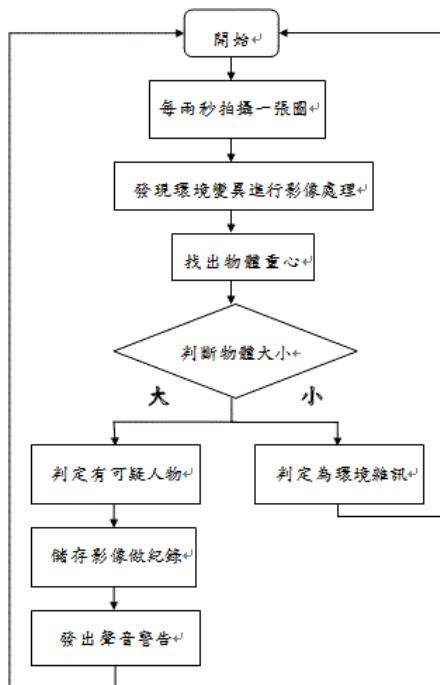 開始
每兩秒拍攝一張圖
發現環境變異進行影像處理
找出物體重心
判斷物體大小
大
小
判定有可疑人物
判定為環境雜訊
儲存影像做紀錄
發出聲音警告